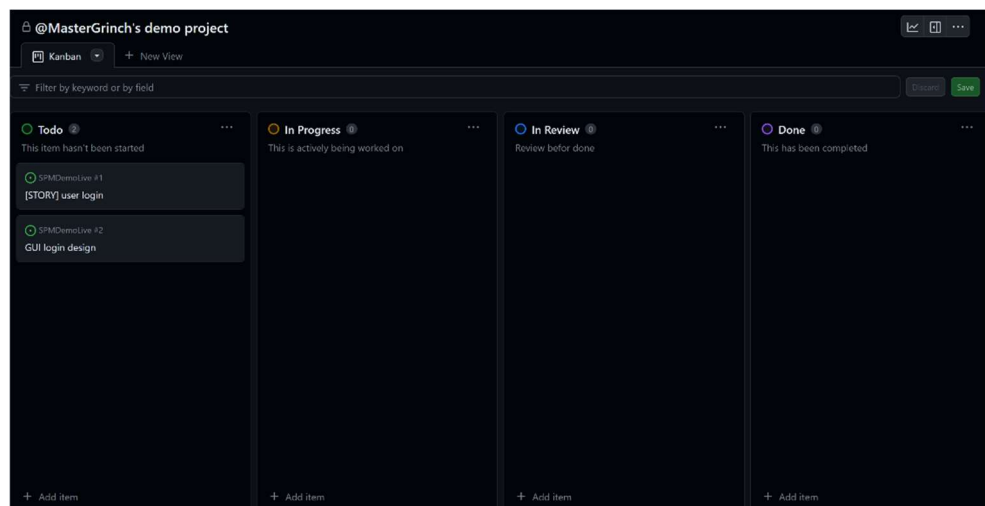 @MasterGrinch's demo project
Kanban
+ New View
Filter by keyword or by field
Discard
Save
Todo 2
This item hasn't been started
SPMDemoLive #1
[STORY] user login
SPMDemoLive #2
GUI login design
+ Add item
In Progress 0
This is actively being worked on
+ Add item
In Review 0
Review befor done
+ Add item
Done 0
This has been completed
+ Add item